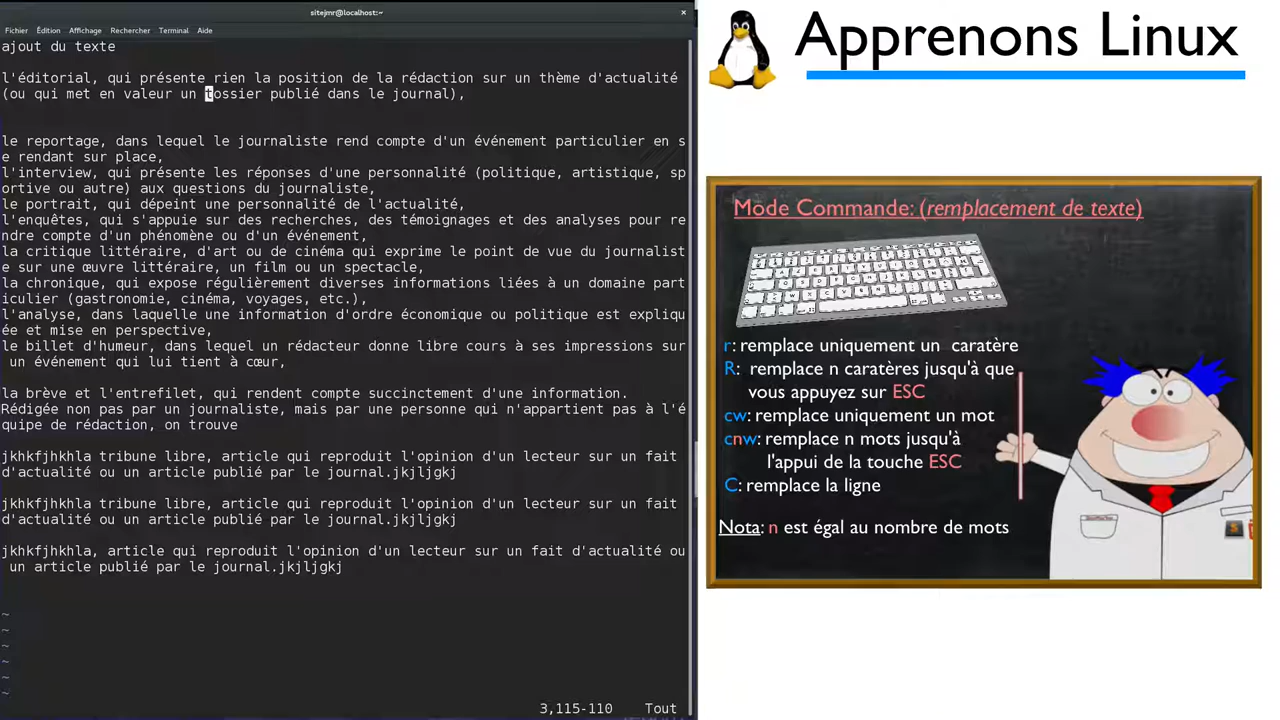 sitejmr@localhost:~
×
Fichier Édition Affichage Rechercher Terminal Aide
ajout du texte
l'éditorial, qui présente rien la position de la rédaction sur un thème d'actualité
(ou qui met en valeur un tossier publié dans le journal),
le reportage, dans lequel le journaliste rend compte d'un événement particulier en s
e rendant sur place,
l'interview, qui présente les réponses d'une personnalité (politique, artistique, sp
ortive ou autre) aux questions du journaliste,
le portrait, qui dépeint une personnalité de l'actualité,
l'enquêtes, qui s'appuie sur des recherches, des témoignages et des analyses pour re
ndre compte d'un phénomène ou d'un événement,
la critique littéraire, d'art ou de cinéma qui exprime le point de vue du journalist
e sur une œuvre littéraire, un film ou un spectacle,
la chronique, qui expose régulièrement diverses informations liées à un domaine part
iculier (gastronomie, cinéma, voyages, etc.),
l'analyse, dans laquelle une information d'ordre économique ou politique est expliqu
ée et mise en perspective,
le billet d'humeur, dans lequel un rédacteur donne libre cours à ses impressions sur
un événement qui lui tient à cœur,
la brève et l'entrefilet, qui rendent compte succinctement d'une information.
Rédigée non pas par un journaliste, mais par une personne qui n'appartient pas à l'é
quipe de rédaction, on trouve
jkhkfjhkhla tribune libre, article qui reproduit l'opinion d'un lecteur sur un fait
d'actualité ou un article publié par le journal.jkjljgkj
jkhkfjhkhla tribune libre, article qui reproduit l'opinion d'un lecteur sur un fait
d'actualité ou un article publié par le journal.jkjljgkj
jkhkfjhkhla, article qui reproduit l'opinion d'un lecteur sur un fait d'actualité ou
un article publié par le journal.jkjljgkj
~
~
~
~
~
~
3,115-110 Tout
Apprenons Linux
Mode Commande: (remplacement de texte)
r: remplace uniquement un caratère
R: remplace n caratères jusqu'à que
vous appuyez sur ESC
cw: remplace uniquement un mot
cnw: remplace n mots jusqu'à
l'appui de la touche ESC
C: remplace la ligne
Nota: n est égal au nombre de mots